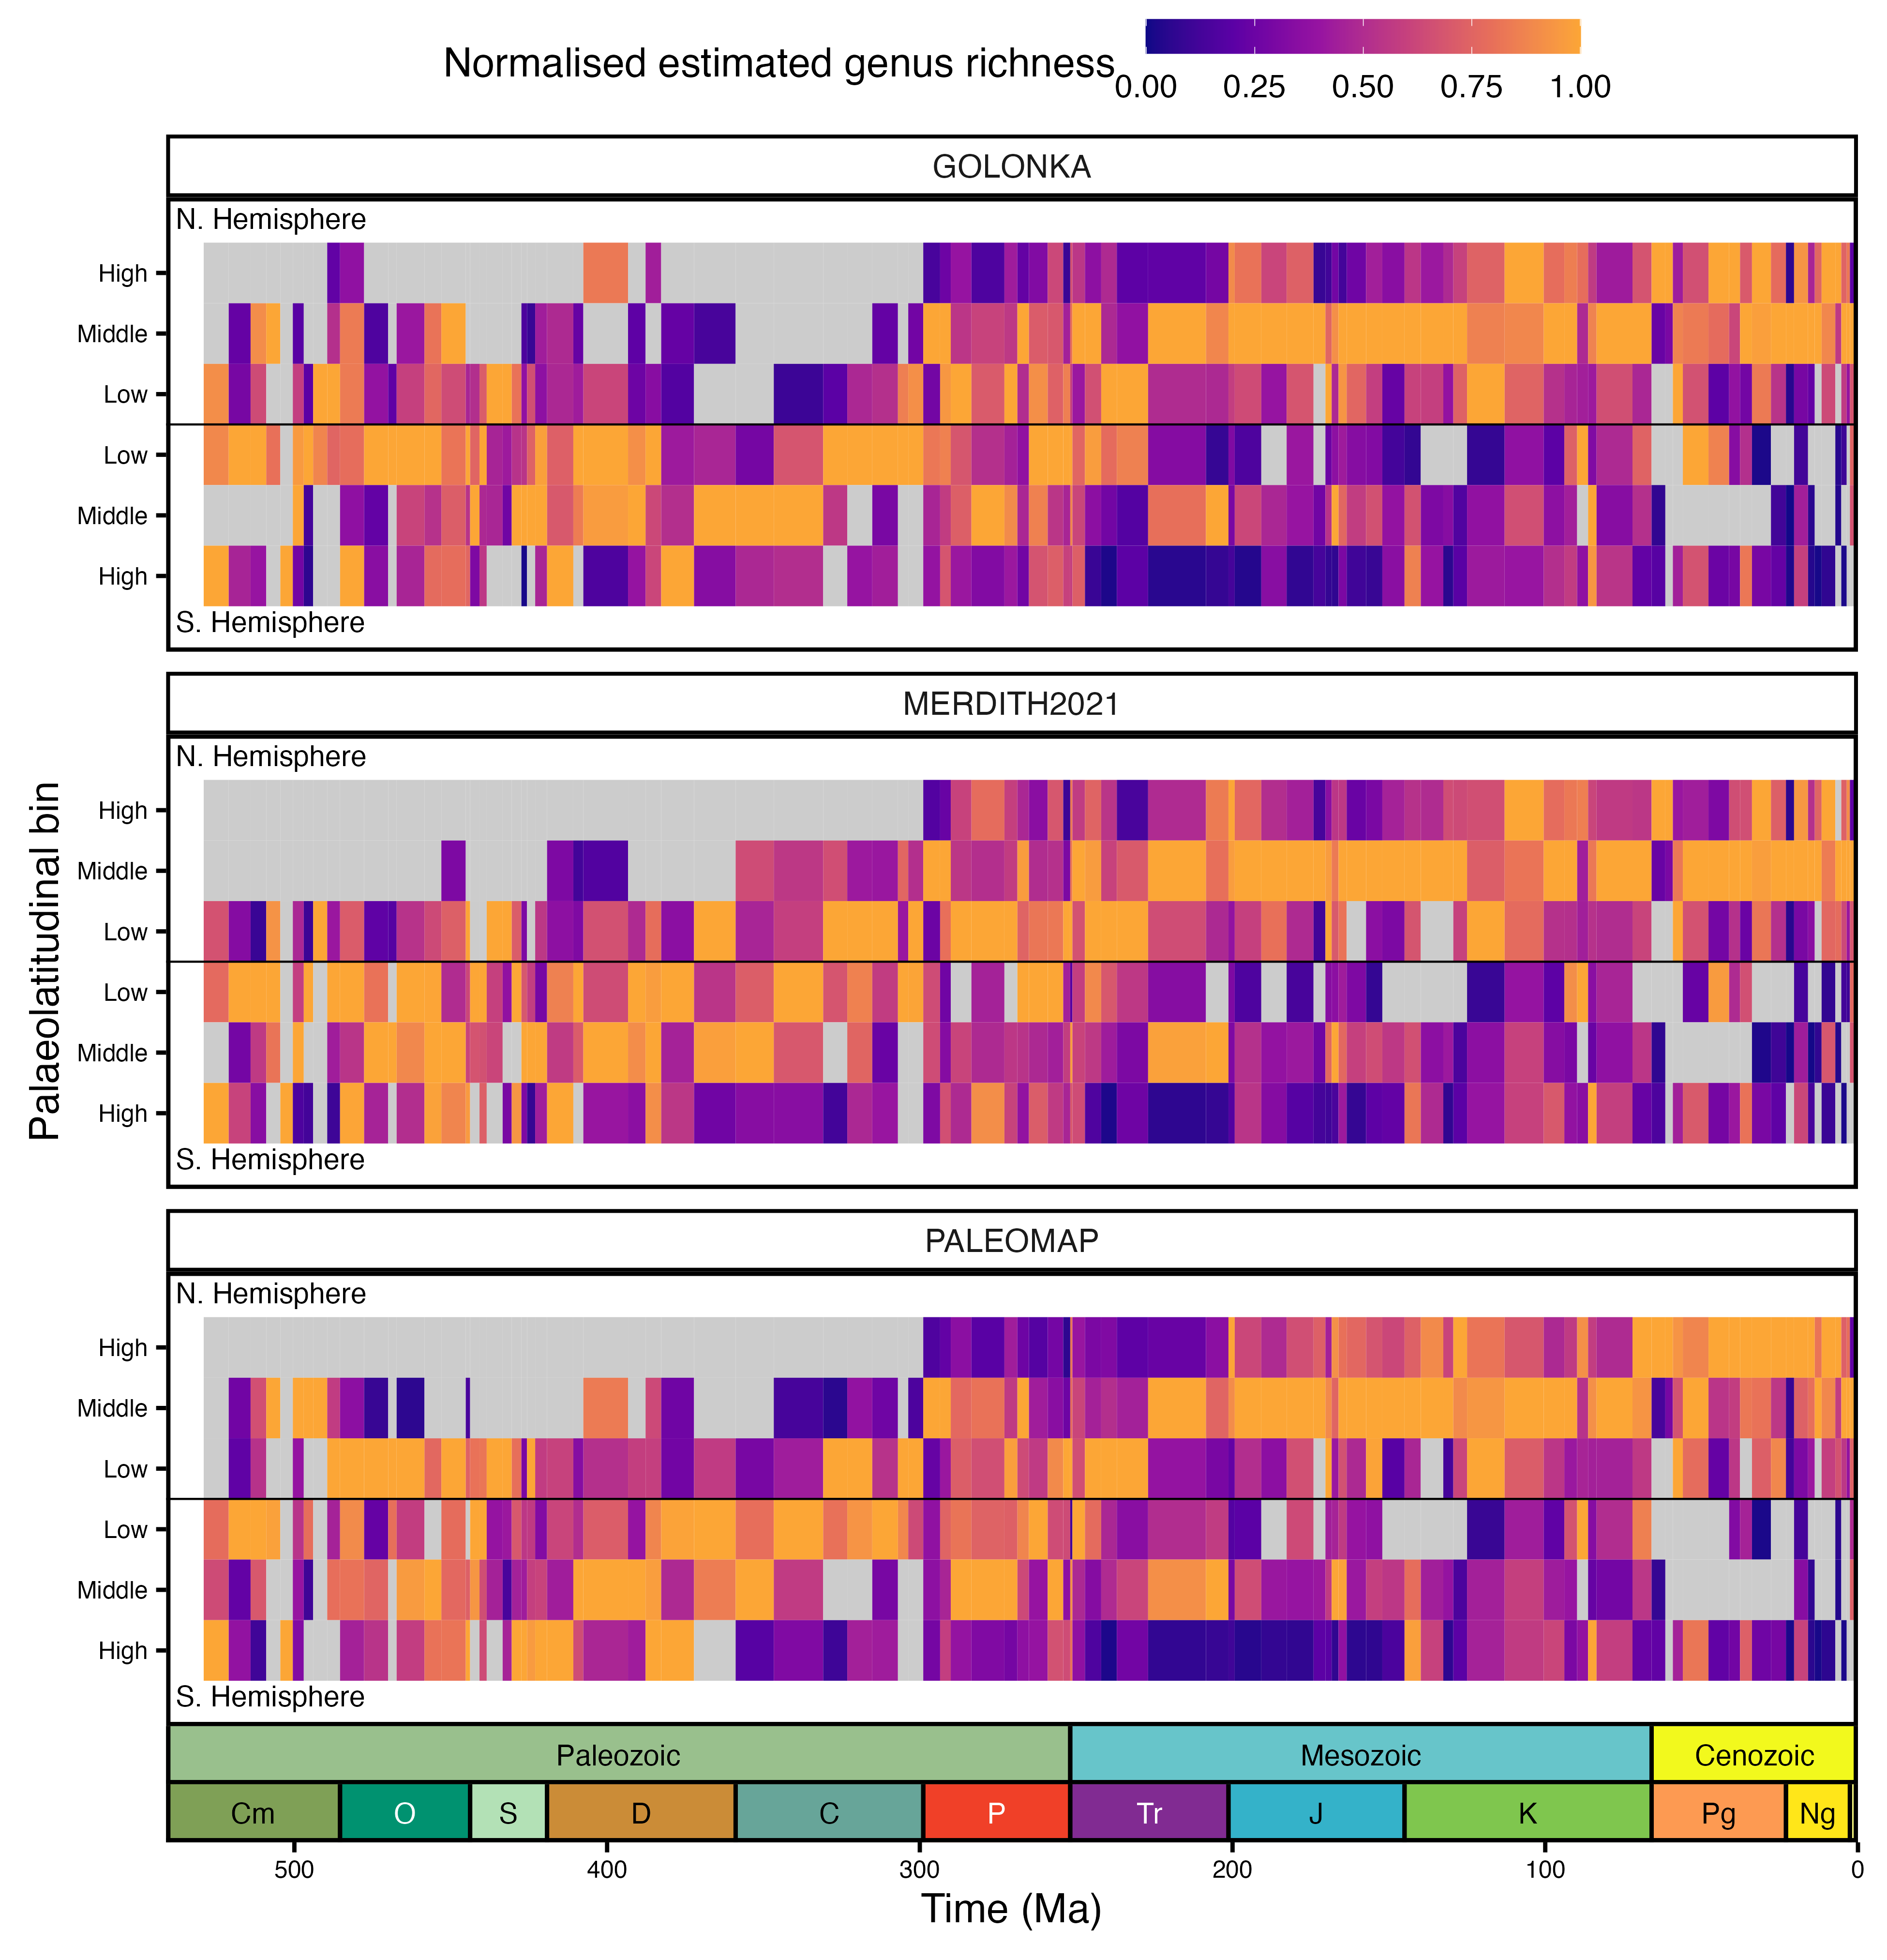 Normalised estimated genus richness
0.00 0.25 0.50 0.75 1.00
GOLONKA
N. Hemisphere
High
Middle
Low
Low
Middle
High
S. Hemisphere
MERDITH2021
N. Hemisphere
High
Middle
Low
Low
Middle
High
S. Hemisphere
Palaeolatitudinal bin
PALEOMAP
N. Hemisphere
High
Middle
Low
Low
Middle
High
S. Hemisphere
Paleozoic Mesozoic Cenozoic
Cm O S D C P Tr J K Pg Ng
500 400 300 200 100 0
Time (Ma)